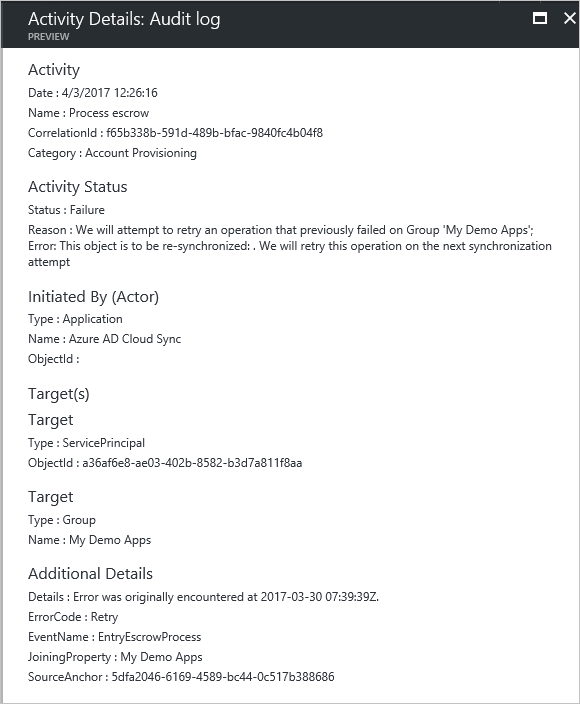 Activity Details: Audit log
PREVIEW
Activity
Date : 4/3/2017 12:26:16
Name : Process escrow
CorrelationId : f65b338b-591d-489b-bfac-9840fc4b04f8
Category : Account Provisioning
Activity Status
Status : Failure
Reason : We will attempt to retry an operation that previously failed on Group 'My Demo Apps';
Error: This object is to be re-synchronized: . We will retry this operation on the next synchronization
attempt
Initiated By (Actor)
Type : Application
Name : Azure AD Cloud Sync
ObjectId :
Target(s)
Target
Type : ServicePrincipal
ObjectId : a36af6e8-ae03-402b-8582-b3d7a811f8aa
Target
Type : Group
Name : My Demo Apps
Additional Details
Details : Error was originally encountered at 2017-03-30 07:39:39Z.
ErrorCode : Retry
EventName : EntryEscrowProcess
JoiningProperty : My Demo Apps
SourceAnchor : 5dfa2046-6169-4589-bc44-0c517b388686